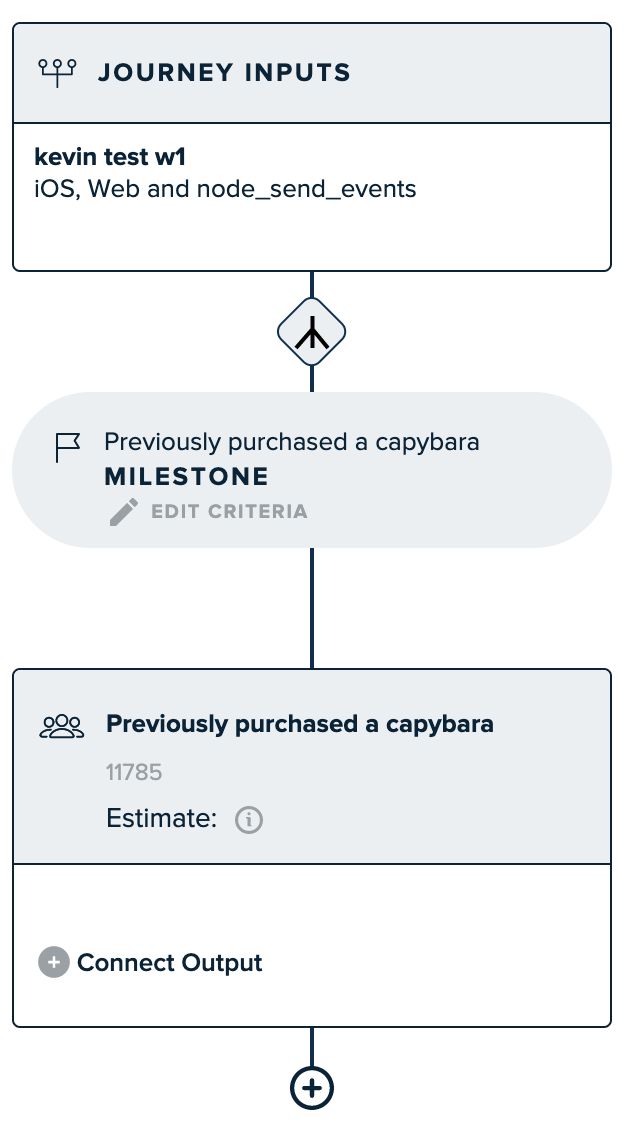 JOURNEY INPUTS
kevin test w1
iOS, Web and node_send_events
Previously purchased a capybara
MILESTONE
EDIT CRITERIA
Previously purchased a capybara
11785
Estimate:
Connect Output